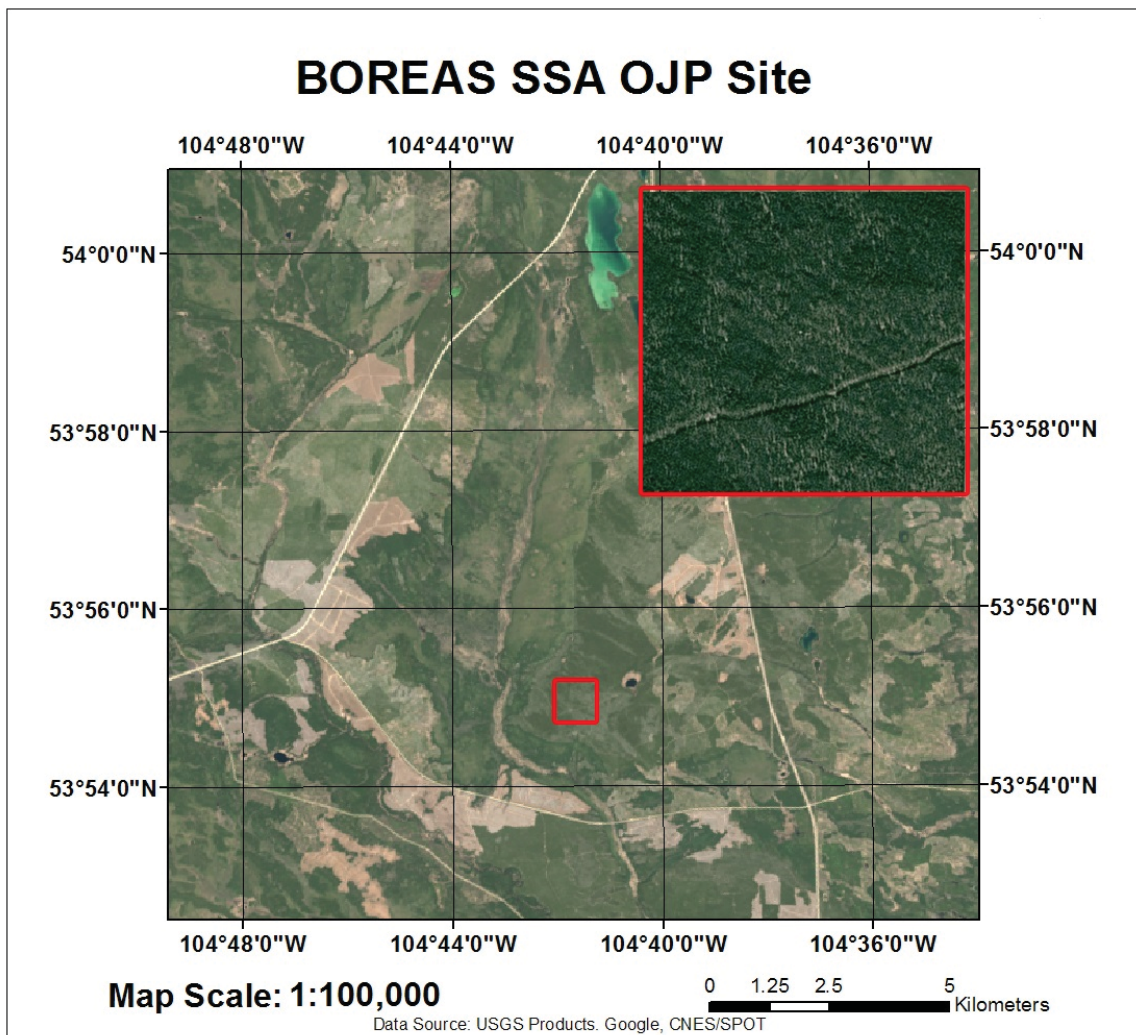 BOREAS SSA OJP Site
104°48'0"W 104°44'0"W 104°40'0"W 104°36'0"W
54°0'0"N 54°0'0"N
53°58'0"N 53°58'0"N
53°56'0"N 53°56'0"N
53°54'0"N 53°54'0"N
104°48'0"W 104°44'0"W 104°40'0"W 104°36'0"W
Map Scale: 1:100,000
0 1.25 2.5 5
Kilometers
Data Source: USGS Products. Google, CNES/SPOT